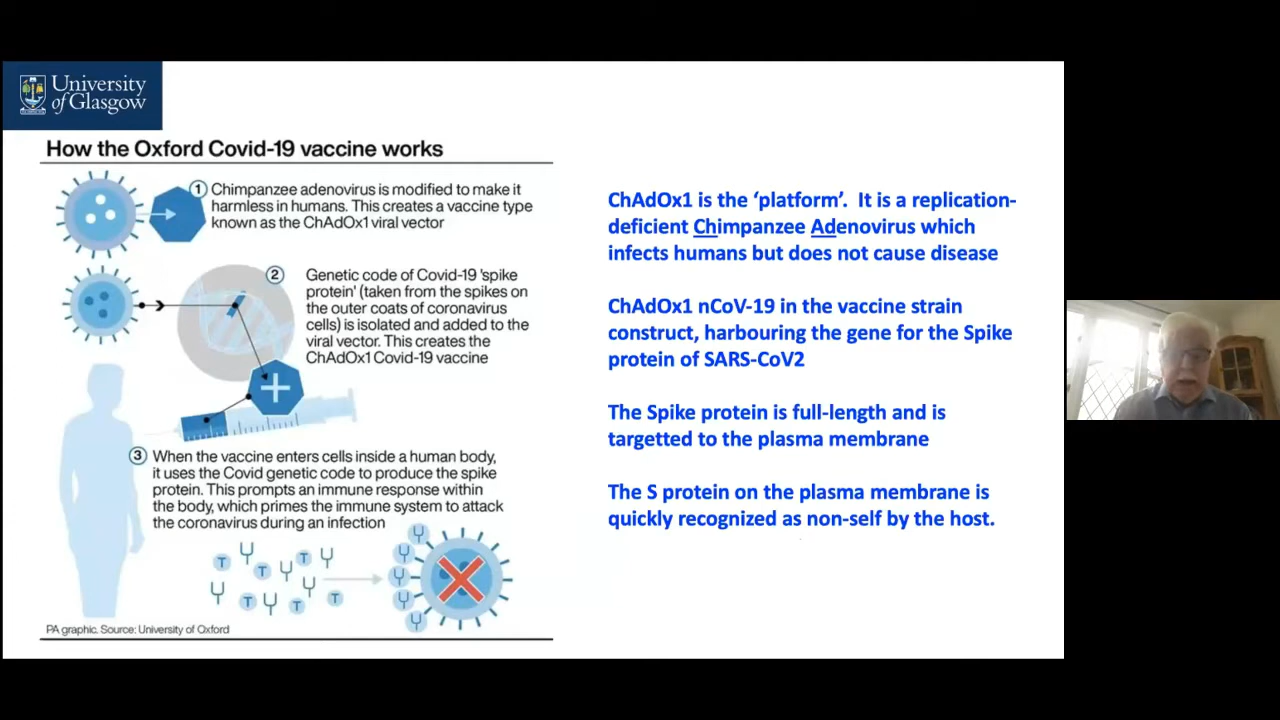 University
of Glasgow
How the Oxford Covid-19 vaccine works
1 Chimpanzee adenovirus is modified to make it
harmless in humans. This creates a vaccine type
known as the ChAdOx1 viral vector
2 Genetic code of Covid-19 'spike
protein' (taken from the spikes on
the outer coats of coronavirus
cells) is isolated and added to the
viral vector. This creates the
ChAdOx1 Covid-19 vaccine
3 When the vaccine enters cells inside a human body,
it uses the Covid genetic code to produce the spike
protein. This prompts an immune response within
the body, which primes the immune system to attack
the coronavirus during an infection
T
T
T
T
T
T
PA graphic. Source: University of Oxford
ChAdOx1 is the ‘platform’. It is a replication-
deficient Chimpanzee Adenovirus which
infects humans but does not cause disease
ChAdOx1 nCoV-19 in the vaccine strain
construct, harbouring the gene for the Spike
protein of SARS-CoV2
The Spike protein is full-length and is
targetted to the plasma membrane
The S protein on the plasma membrane is
quickly recognized as non-self by the host.